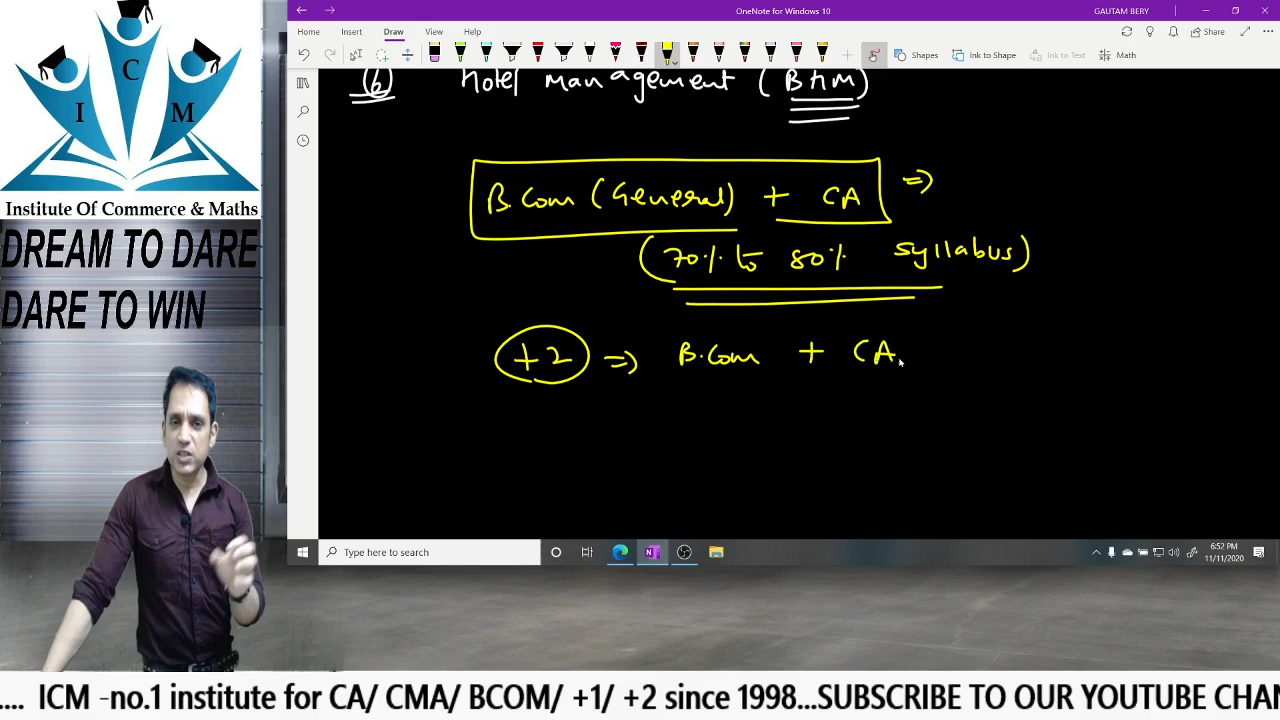 OneNote for Windows 10
GAUTAM BERY
Home Insert Draw View Help
Share
Shapes Ink to Shape Ink to Text Math
(6) Hotel Management (BHM)
B.Com (General) + CA ⇒
(70% to 80% syllabus)
+2 ⇒ B.Com + CA
I C M
Institute Of Commerce & Maths
DREAM TO DARE
DARE TO WIN
Type here to search
6:52 PM
11/11/2020
.... ICM -no.1 institute for CA/ CMA/ BCOM/ +1/ +2 since 1998...SUBSCRIBE TO OUR YOUTUBE CHAN